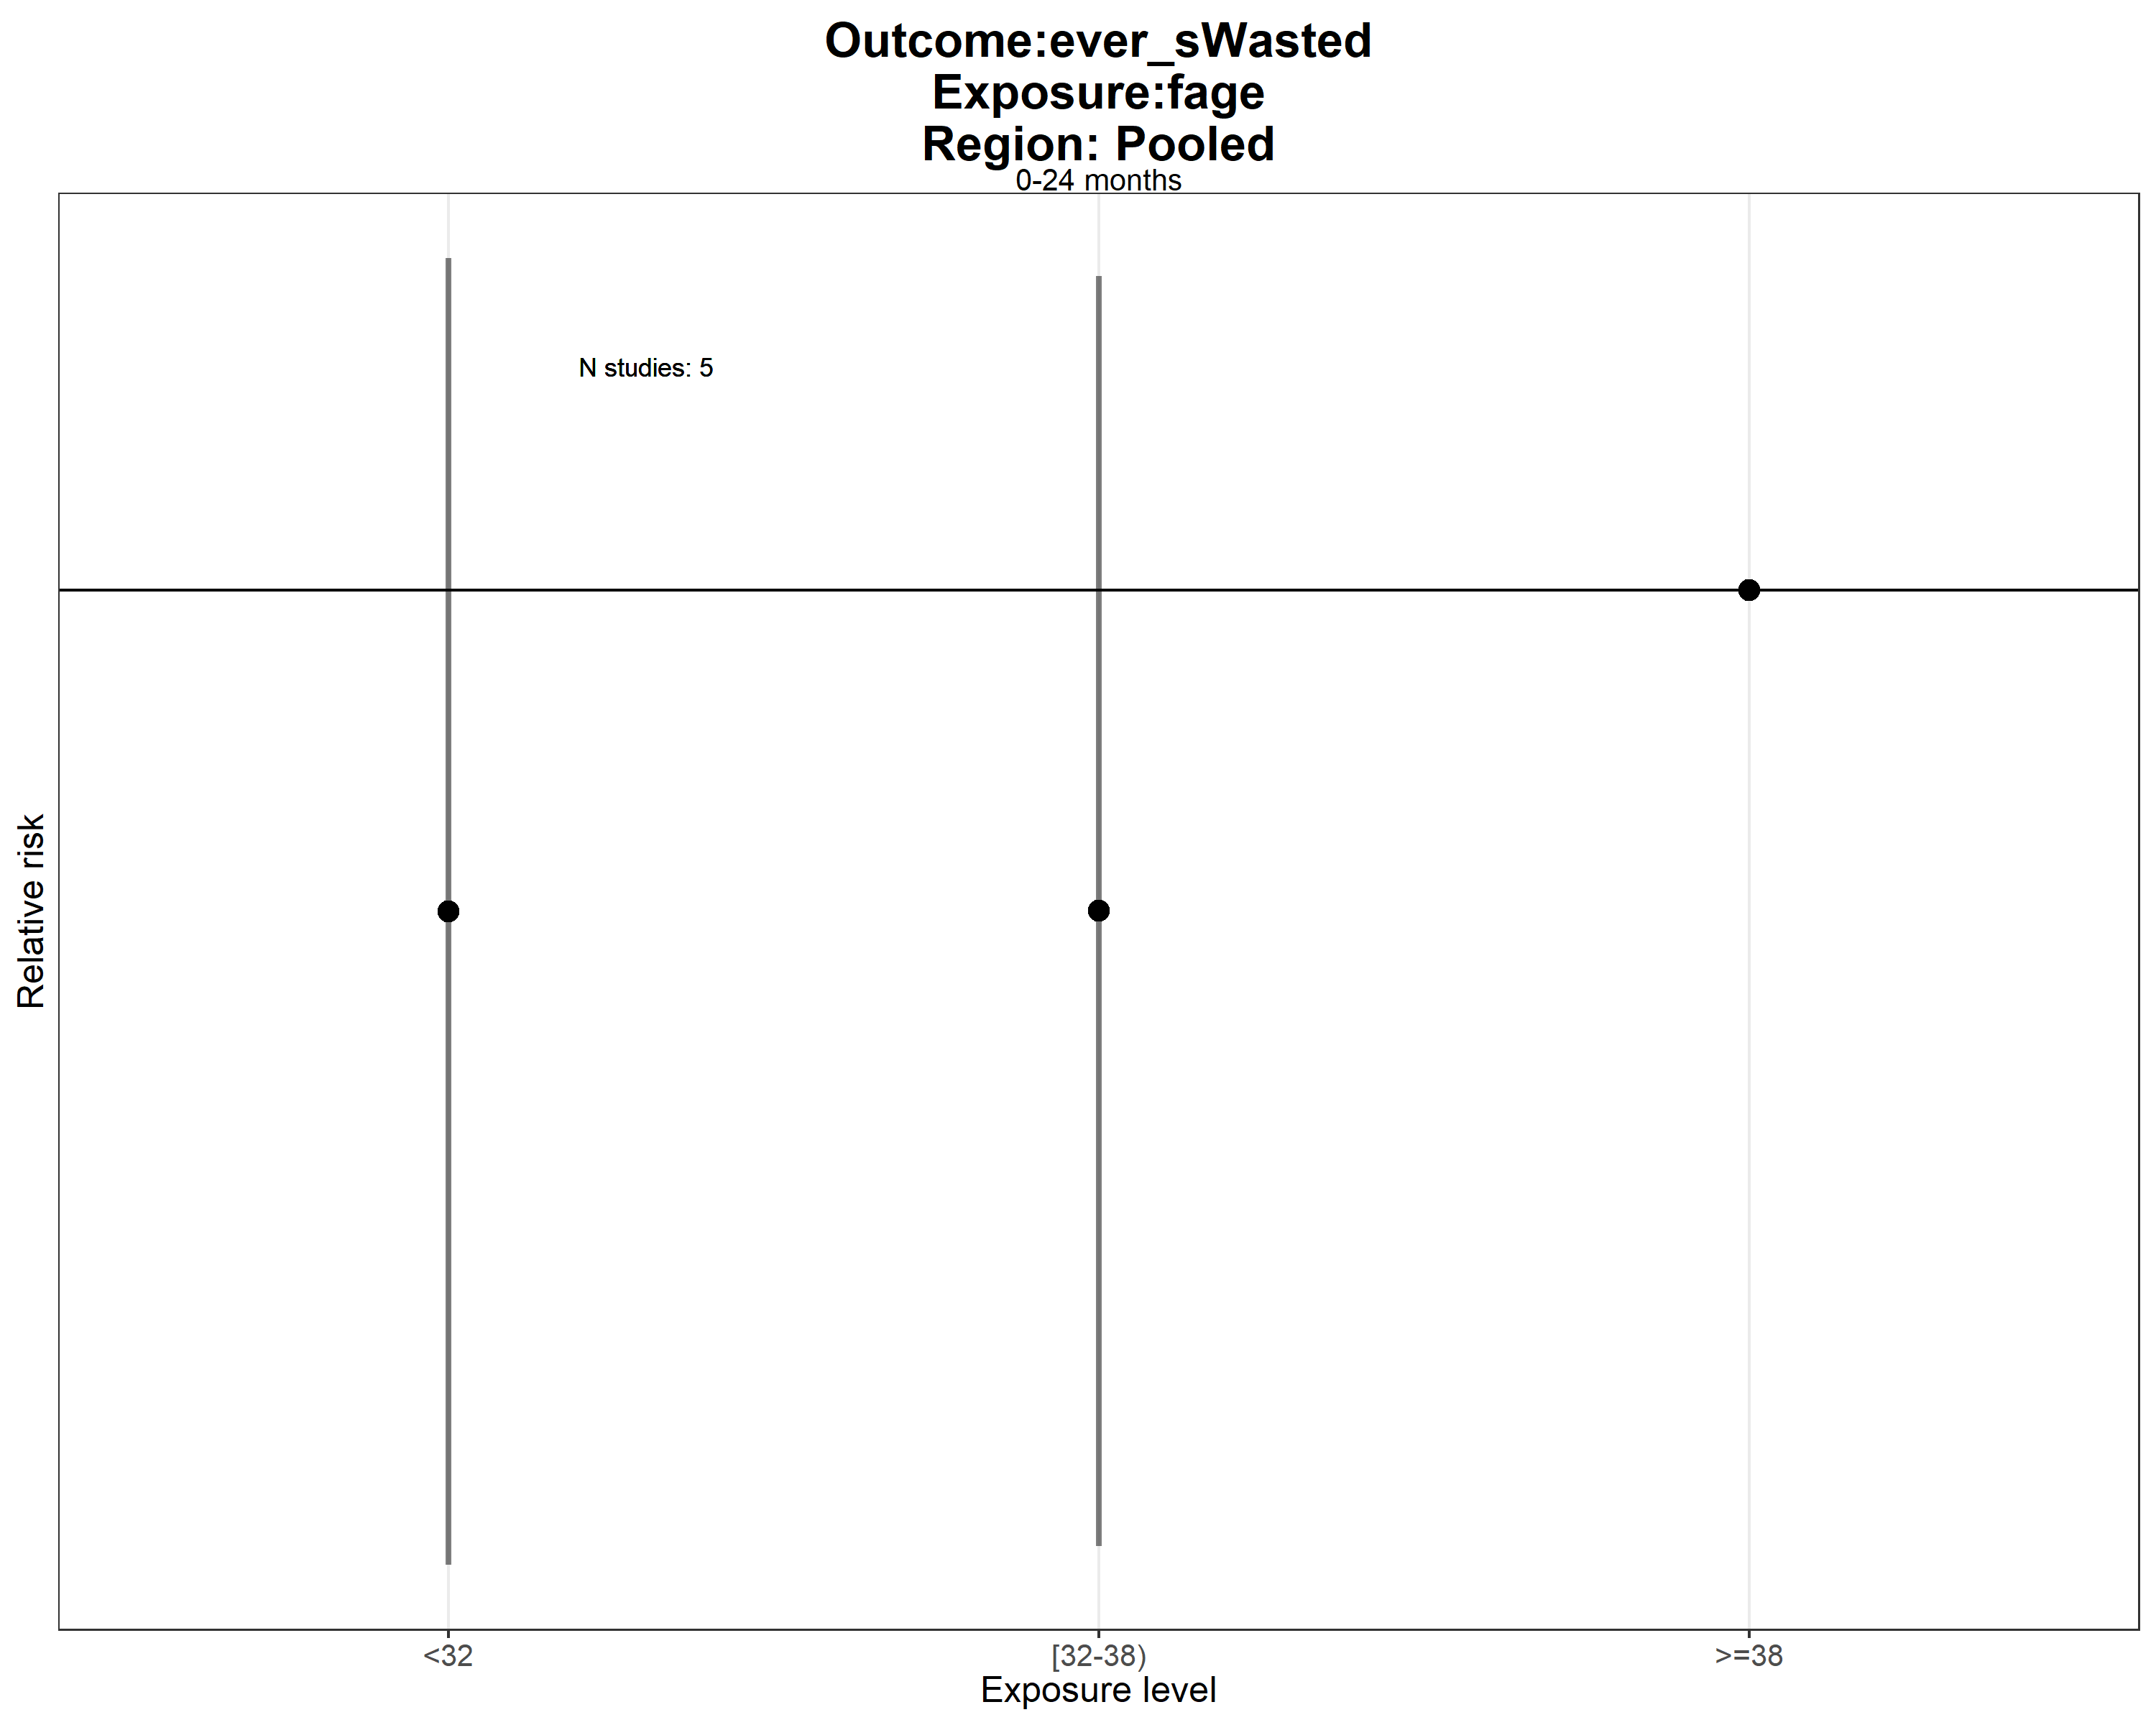 Outcome:ever_sWasted
Exposure:fage
Region: Pooled
0-24 months
N studies: 5
Relative risk
<32
[32-38)
>=38
Exposure level